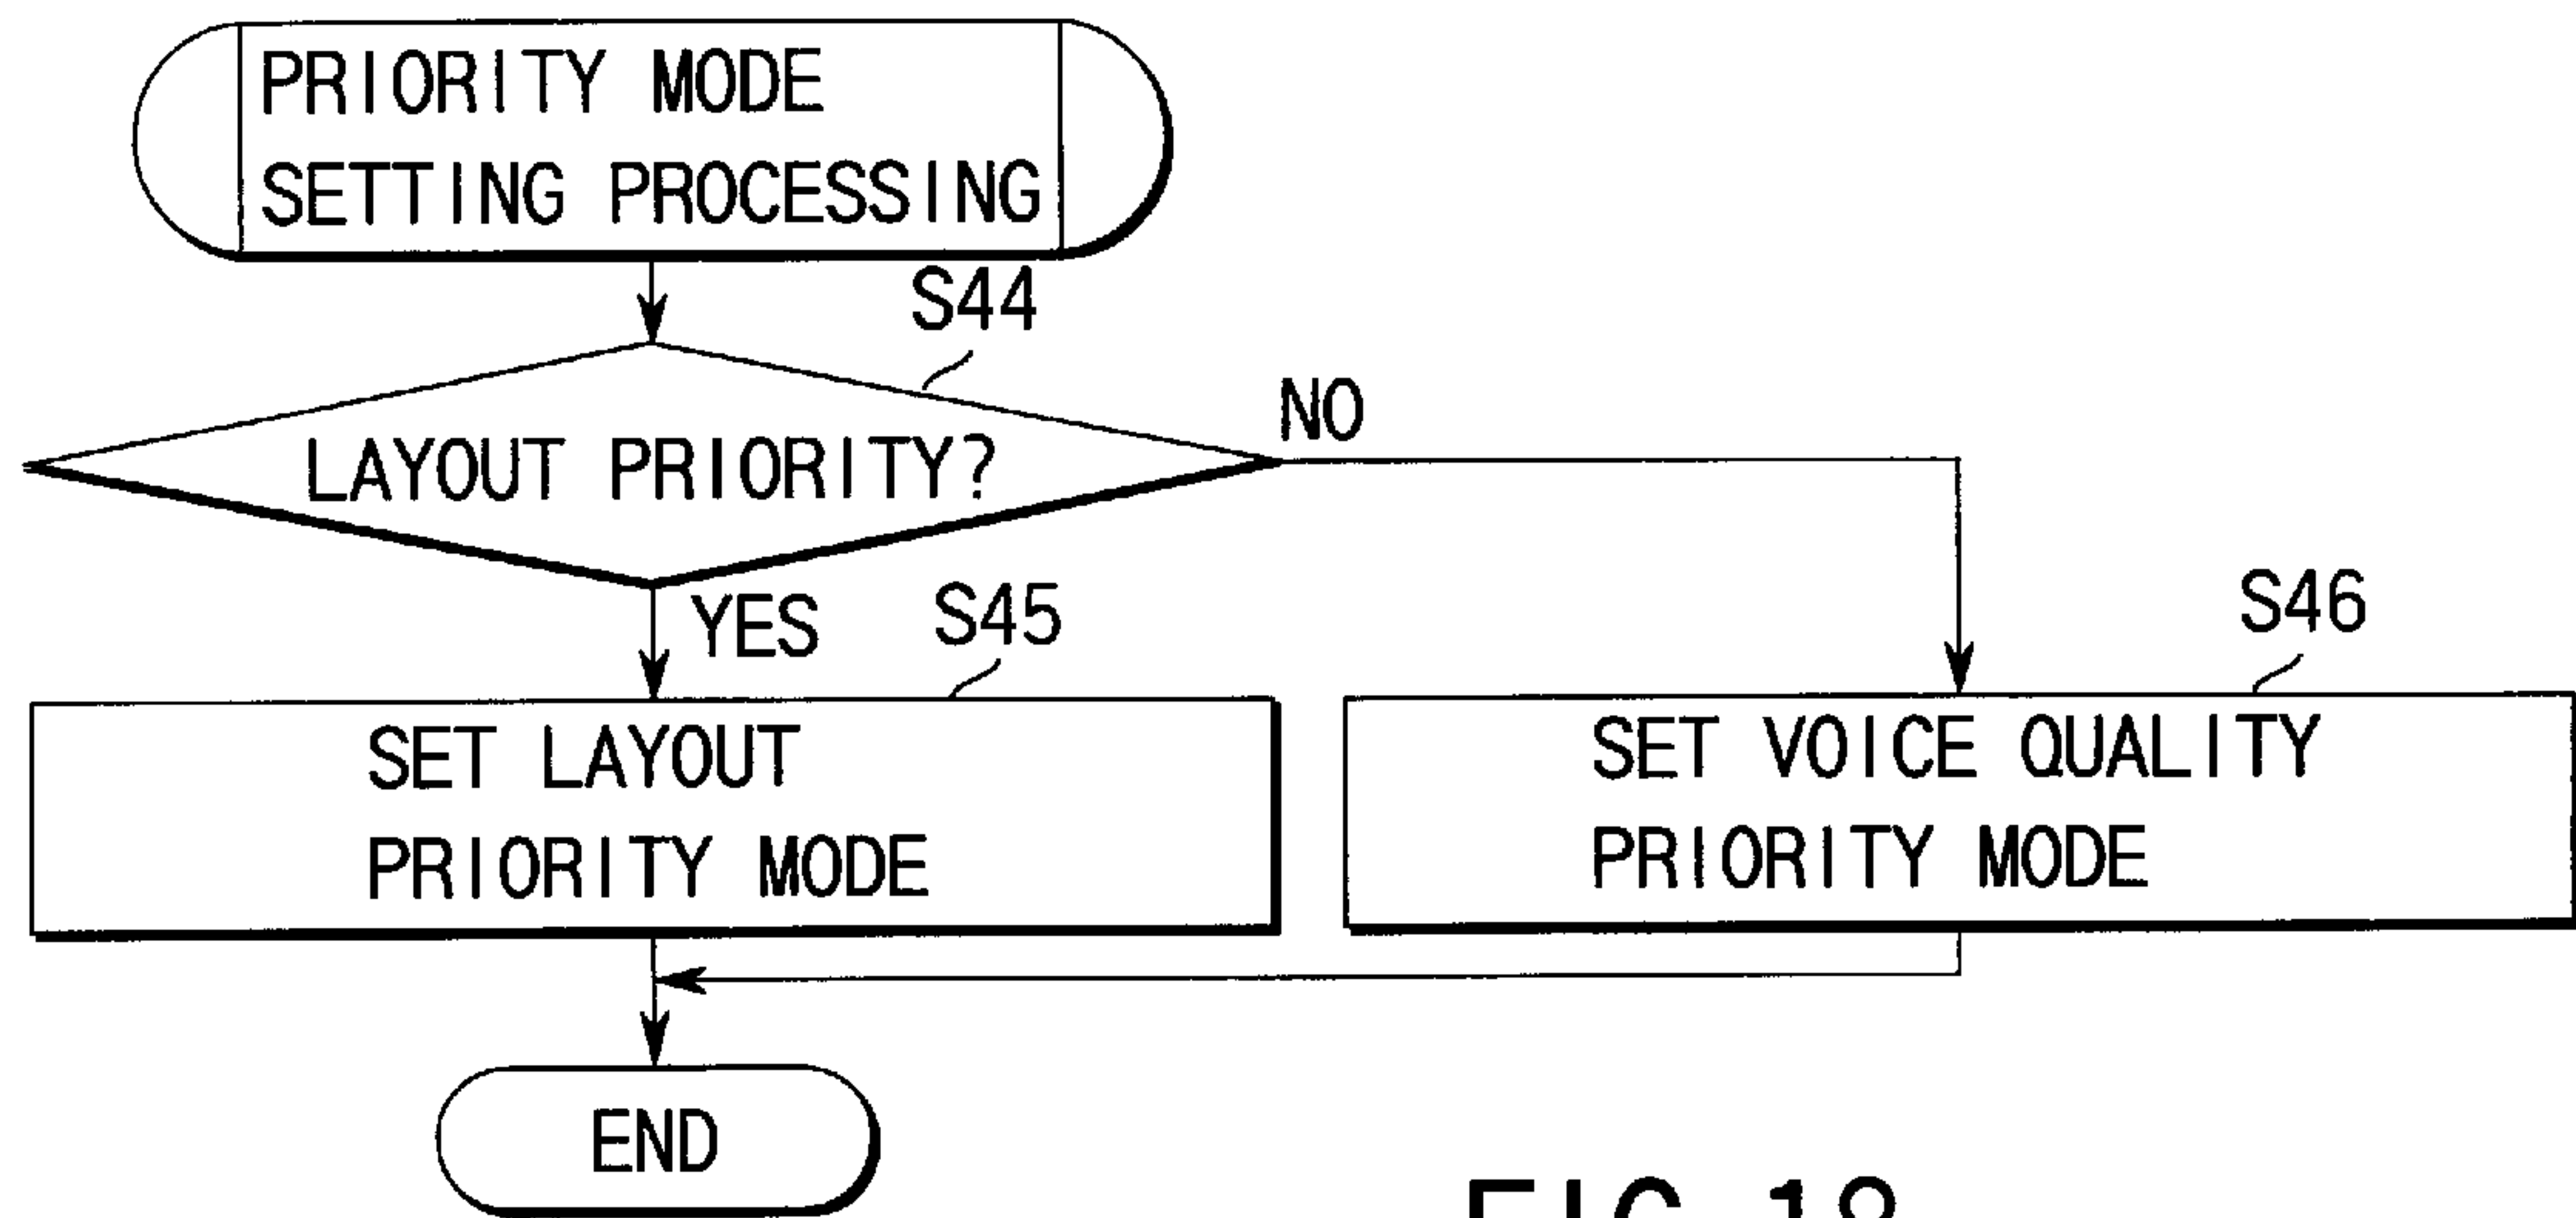 PRIORITY MODE
SETTING PROCESSING
S44
LAYOUT PRIORITY?
NO
YES
S45
S46
SET LAYOUT
PRIORITY MODE
SET VOICE QUALITY
PRIORITY MODE
END